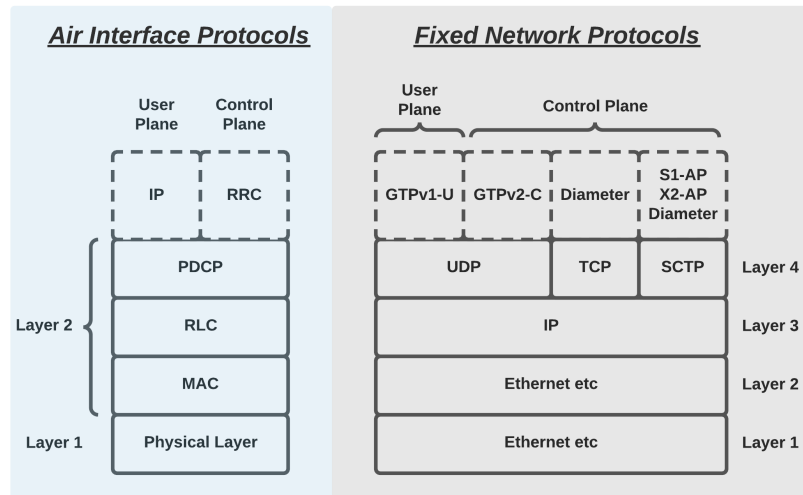 Air Interface Protocols
User
Plane
Control
Plane
IP
RRC
PDCP
RLC
MAC
Physical Layer
Layer 2
Layer 1
Fixed Network Protocols
User
Plane
Control Plane
GTPv1-U
GTPv2-C
Diameter
S1-AP
X2-AP
Diameter
UDP
TCP
SCTP
Layer 4
IP
Layer 3
Ethernet etc
Layer 2
Ethernet etc
Layer 1